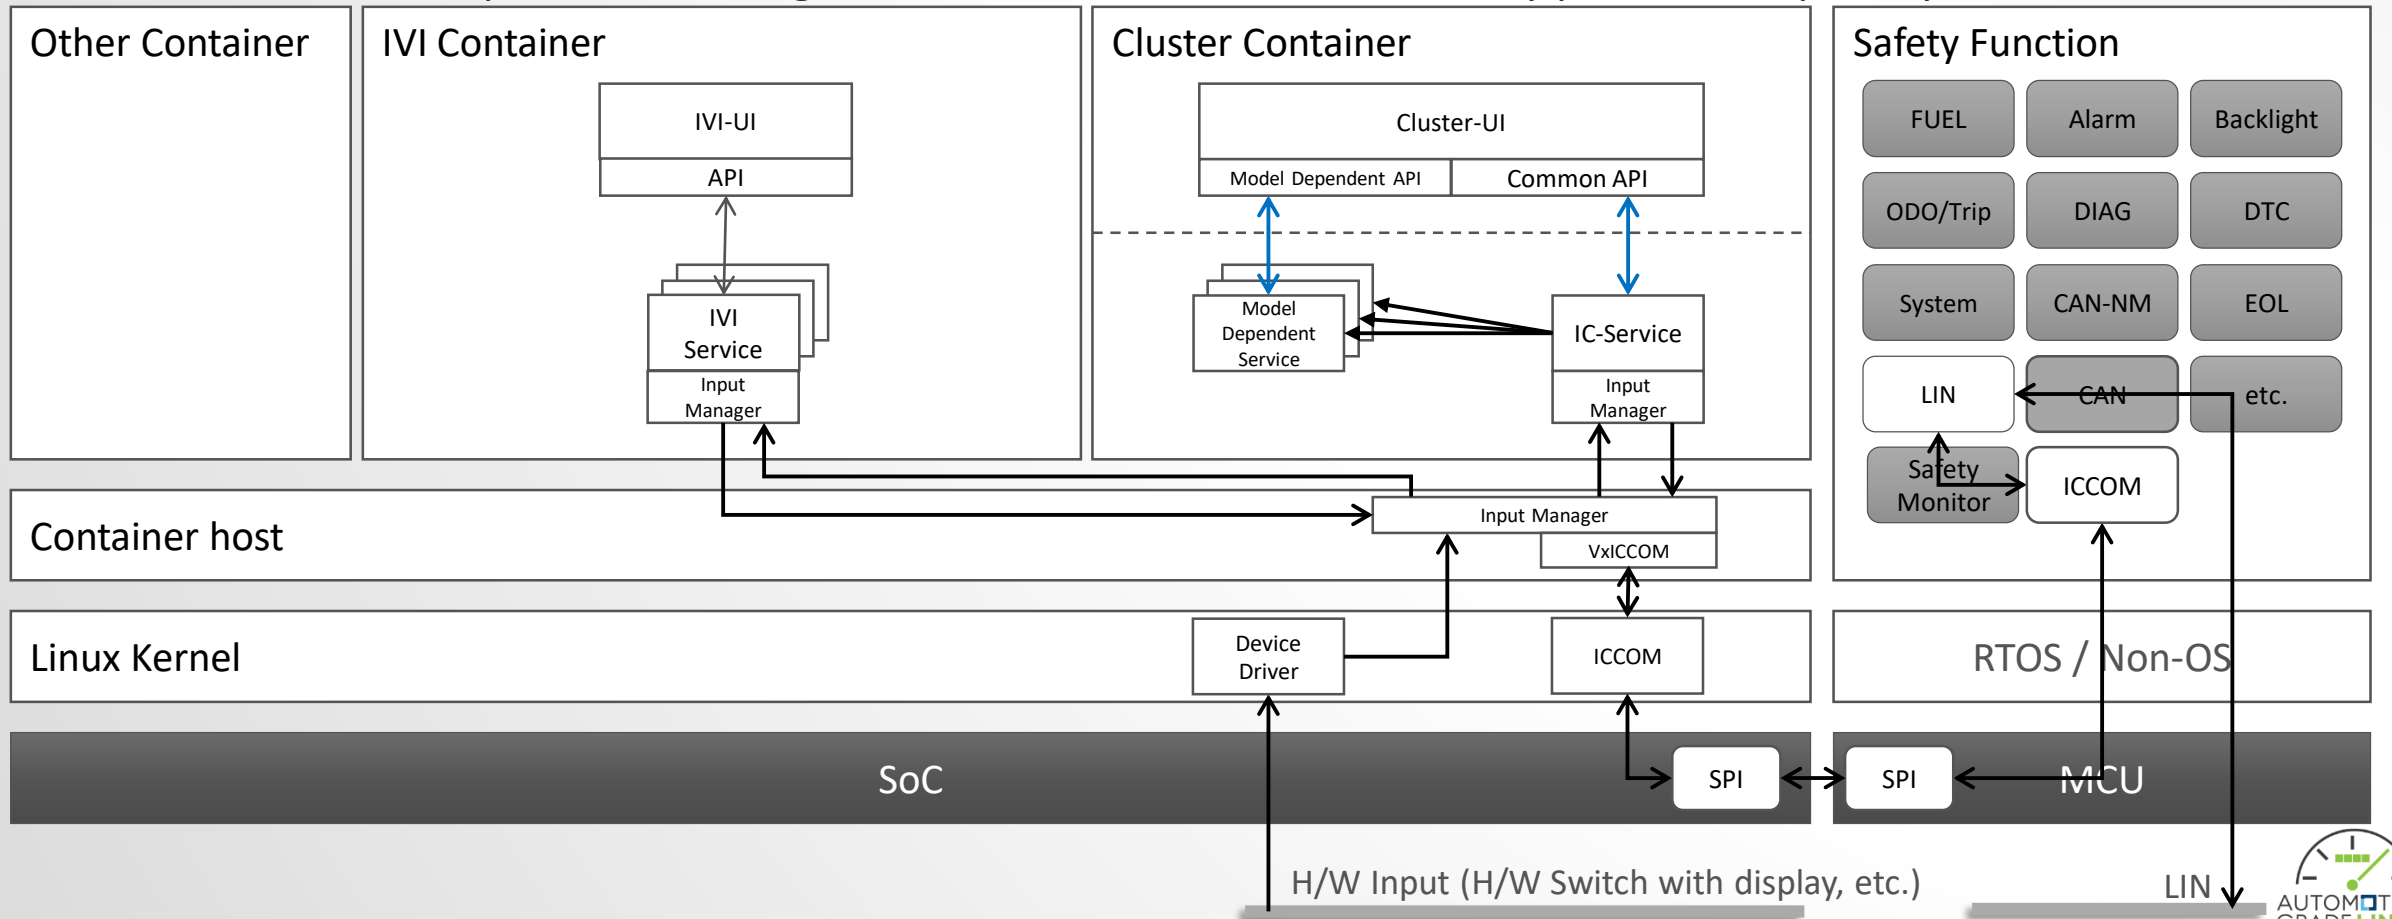 Other Container
IVI Container
Cluster Container
Safety Function
IVI-UI
API
IVI
Service
Input
Manager
Cluster-UI
Model Dependent API
Common API
Model
Dependent
Service
IC-Service
Input
Manager
FUEL
Alarm
Backlight
ODO/Trip
DIAG
DTC
System
CAN-NM
EOL
LIN
CAN
etc.
Safety
Monitor
ICCOM
Container host
Input Manager
VxICCOM
Linux Kernel
Device
Driver
ICCOM
RTOS / Non-OS
SoC
SPI
SPI
MCU
H/W Input (H/W Switch with display, etc.)
LIN